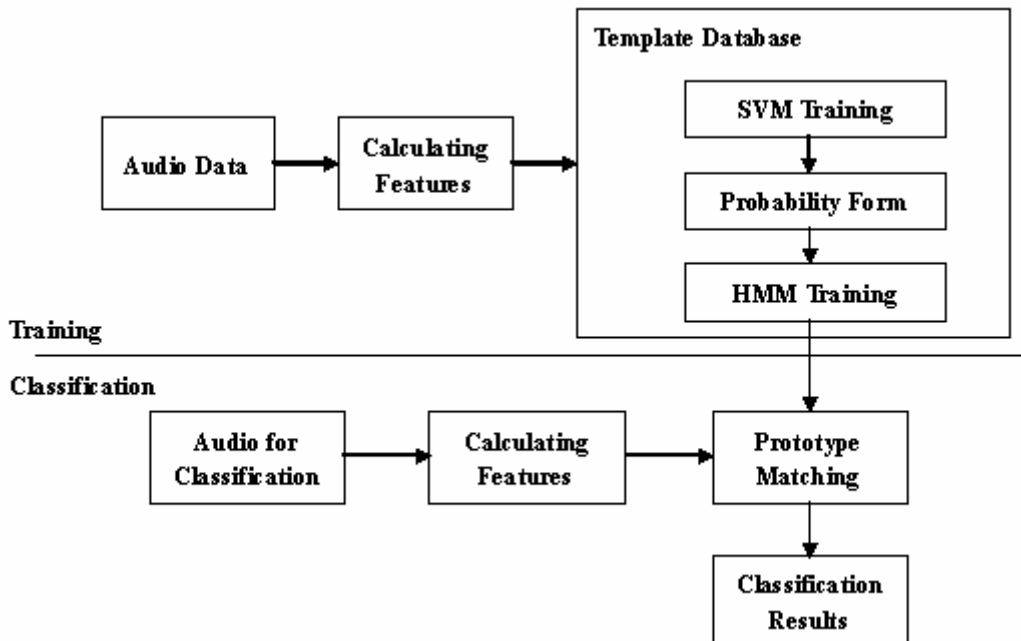 Template Database
SVM Training
Audio Data
Calculating
Features
Probability Form
HMM Training
Training
Classification
Audio for
Classification
Calculating
Features
Prototype
Matching
Classification
Results